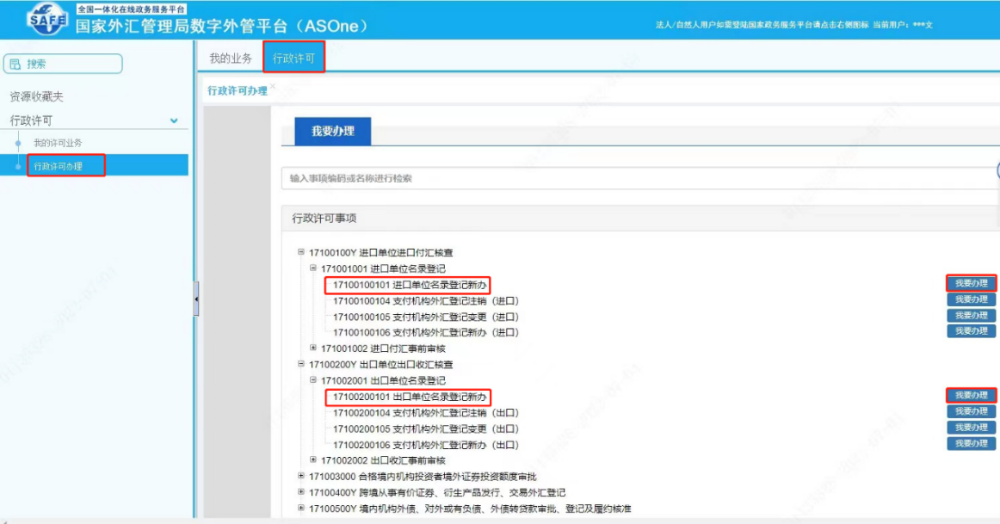 全国一体化在线政务服务平台
SAFE 国家外汇管理局数字外管平台（ASOne）
法人/自然人用户如需登陆国家政务服务平台请点击右侧图标 当前用户：***文
搜索
我的业务 行政许可
行政许可办理 ×
资源收藏夹
行政许可
我的许可业务
行政许可办理
我要办理
输入事项编码或名称进行检索
行政许可事项
17100100Y 进口单位进口付汇核查
171001001 进口单位名录登记
17100100101 进口单位名录登记新办 我要办理
17100100104 支付机构外汇登记注销（进口） 我要办理
17100100105 支付机构外汇登记变更（进口） 我要办理
17100100106 支付机构外汇登记新办（进口） 我要办理
171001002 进口付汇事前审核
17100200Y 出口单位出口收汇核查
171002001 出口单位名录登记
17100200101 出口单位名录登记新办 我要办理
17100200104 支付机构外汇登记注销（出口） 我要办理
17100200105 支付机构外汇登记变更（出口） 我要办理
17100200106 支付机构外汇登记新办（出口） 我要办理
171002002 出口收汇事前审核
171003000 合格境内机构投资者境外证券投资额度审批
17100400Y 跨境从事有价证券、衍生产品发行、交易外汇登记
17100500Y 境内机构外债、对外或有负债、外债转贷款审批、登记及履约核准